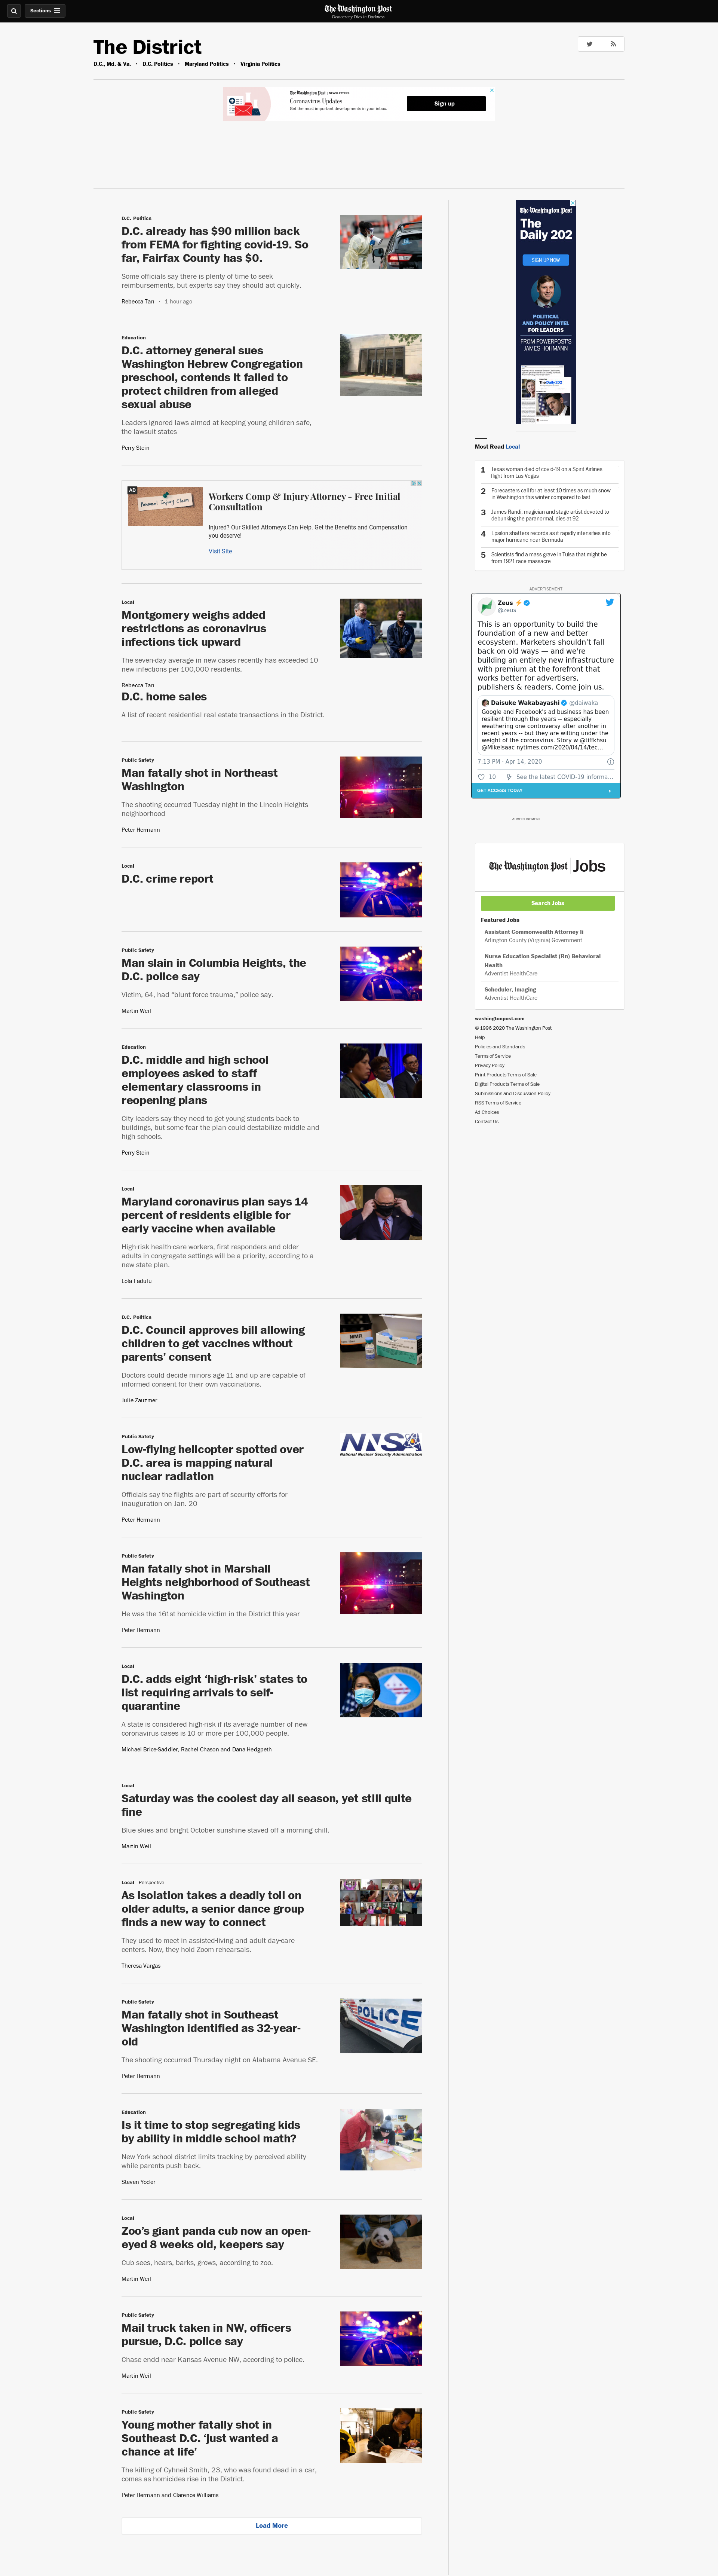 Sections
The Washington Post
Democracy Dies in Darkness
The District
D.C., Md. & Va. • D.C. Politics • Maryland Politics • Virginia Politics
The Washington Post | NEWSLETTERS
Coronavirus Updates
Get the most important developments in your inbox.
Sign up
D.C. Politics
D.C. already has $90 million back
from FEMA for fighting covid-19. So
far, Fairfax County has $0.
Some officials say there is plenty of time to seek
reimbursements, but experts say they should act quickly.
Rebecca Tan • 1 hour ago
Education
D.C. attorney general sues
Washington Hebrew Congregation
preschool, contends it failed to
protect children from alleged
sexual abuse
Leaders ignored laws aimed at keeping young children safe,
the lawsuit states
Perry Stein
AD
Personal Injury Claim
Workers Comp & Injury Attorney - Free Initial
Consultation
Injured? Our Skilled Attorneys Can Help. Get the Benefits and Compensation
you deserve!
Visit Site
Local
Montgomery weighs added
restrictions as coronavirus
infections tick upward
The seven-day average in new cases recently has exceeded 10
new infections per 100,000 residents.
Rebecca Tan
D.C. home sales
A list of recent residential real estate transactions in the District.
Public Safety
Man fatally shot in Northeast
Washington
The shooting occurred Tuesday night in the Lincoln Heights
neighborhood
Peter Hermann
Local
D.C. crime report
Public Safety
Man slain in Columbia Heights, the
D.C. police say
Victim, 64, had “blunt force trauma,” police say.
Martin Weil
Education
D.C. middle and high school
employees asked to staff
elementary classrooms in
reopening plans
City leaders say they need to get young students back to
buildings, but some fear the plan could destabilize middle and
high schools.
Perry Stein
Local
Maryland coronavirus plan says 14
percent of residents eligible for
early vaccine when available
High-risk health-care workers, first responders and older
adults in congregate settings will be a priority, according to a
new state plan.
Lola Fadulu
D.C. Politics
D.C. Council approves bill allowing
children to get vaccines without
parents’ consent
Doctors could decide minors age 11 and up are capable of
informed consent for their own vaccinations.
Julie Zauzmer
MMR
Public Safety
Low-flying helicopter spotted over
D.C. area is mapping natural
nuclear radiation
Officials say the flights are part of security efforts for
inauguration on Jan. 20
Peter Hermann
NNSA
National Nuclear Security Administration
Public Safety
Man fatally shot in Marshall
Heights neighborhood of Southeast
Washington
He was the 161st homicide victim in the District this year
Peter Hermann
Local
D.C. adds eight ‘high-risk’ states to
list requiring arrivals to self-
quarantine
A state is considered high-risk if its average number of new
coronavirus cases is 10 or more per 100,000 people.
Michael Brice-Saddler, Rachel Chason and Dana Hedgpeth
Local
Saturday was the coolest day all season, yet still quite
fine
Blue skies and bright October sunshine staved off a morning chill.
Martin Weil
Local Perspective
As isolation takes a deadly toll on
older adults, a senior dance group
finds a new way to connect
They used to meet in assisted-living and adult day-care
centers. Now, they hold Zoom rehearsals.
Theresa Vargas
Public Safety
Man fatally shot in Southeast
Washington identified as 32-year-
old
The shooting occurred Thursday night on Alabama Avenue SE.
Peter Hermann
POLICE
Education
Is it time to stop segregating kids
by ability in middle school math?
New York school district limits tracking by perceived ability
while parents push back.
Steven Yoder
Local
Zoo’s giant panda cub now an open-
eyed 8 weeks old, keepers say
Cub sees, hears, barks, grows, according to zoo.
Martin Weil
Public Safety
Mail truck taken in NW, officers
pursue, D.C. police say
Chase endd near Kansas Avenue NW, according to police.
Martin Weil
Public Safety
Young mother fatally shot in
Southeast D.C. ‘just wanted a
chance at life’
The killing of Cyhneil Smith, 23, who was found dead in a car,
comes as homicides rise in the District.
Peter Hermann and Clarence Williams
Load More
The Washington Post
The
Daily 202
SIGN UP NOW
POLITICAL
AND POLICY INTEL
FOR LEADERS
FROM POWERPOST'S
JAMES HOHMANN
The Daily 202
Most Read Local
1 Texas woman died of covid-19 on a Spirit Airlines
flight from Las Vegas
2 Forecasters call for at least 10 times as much snow
in Washington this winter compared to last
3 James Randi, magician and stage artist devoted to
debunking the paranormal, dies at 92
4 Epsilon shatters records as it rapidly intensifies into
major hurricane near Bermuda
5 Scientists find a mass grave in Tulsa that might be
from 1921 race massacre
ADVERTISEMENT
Zeus ⚡
@zeus
This is an opportunity to build the
foundation of a new and better
ecosystem. Marketers shouldn’t fall
back on old ways — and we’re
building an entirely new infrastructure
with premium at the forefront that
works better for advertisers,
publishers & readers. Come join us.
Daisuke Wakabayashi @daiwaka
Google and Facebook's ad business has been
resilient through the years -- especially
weathering one controversy after another in
recent years -- but they are wilting under the
weight of the coronavirus. Story w @tiffkhsu
@MikeIsaac nytimes.com/2020/04/14/tec…
7:13 PM · Apr 14, 2020
10 See the latest COVID-19 informa…
GET ACCESS TODAY
ADVERTISEMENT
The Washington Post Jobs
Search Jobs
Featured Jobs
Assistant Commonwealth Attorney Ii
Arlington County (Virginia) Government
Nurse Education Specialist (Rn) Behavioral
Health
Adventist HealthCare
Scheduler, Imaging
Adventist HealthCare
washingtonpost.com
© 1996-2020 The Washington Post
Help
Policies and Standards
Terms of Service
Privacy Policy
Print Products Terms of Sale
Digital Products Terms of Sale
Submissions and Discussion Policy
RSS Terms of Service
Ad Choices
Contact Us